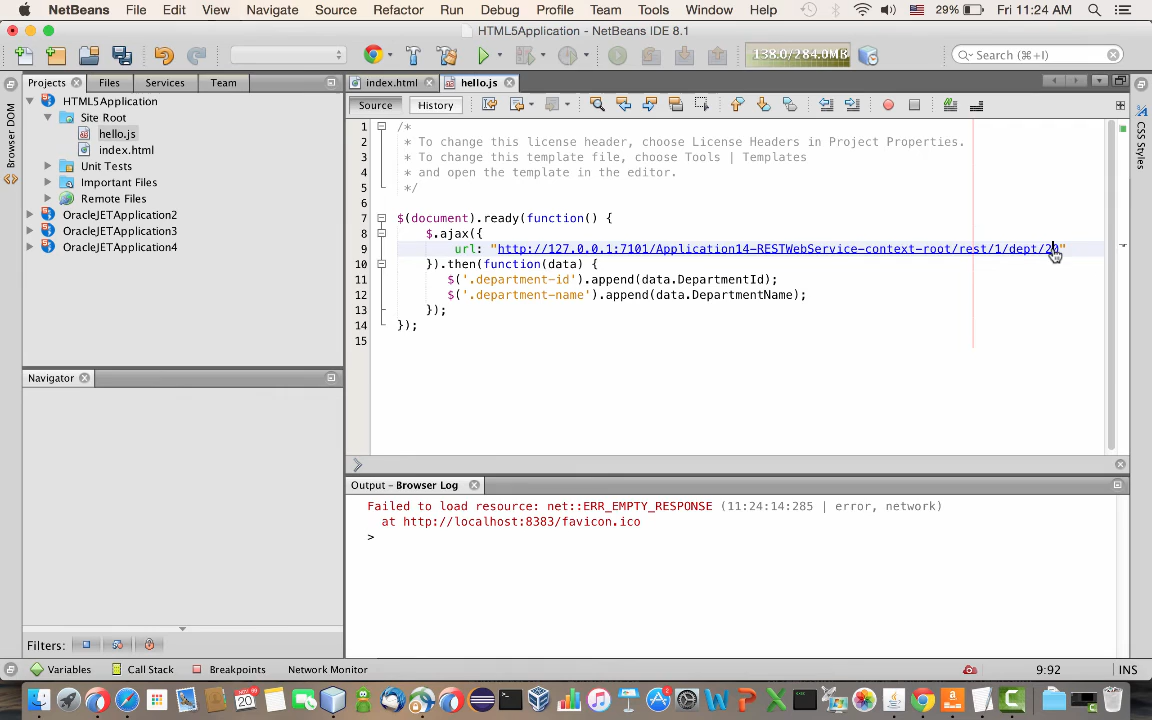 NetBeans File Edit View Navigate Source Refactor Run Debug Profile Team Tools Window Help 29% Fri 11:24 AM
HTML5Application - NetBeans IDE 8.1
138.0/284.0MB
Search (⌘+I)
Projects Files Services Team
index.html hello.js
Source History
HTML5Application
Site Root
hello.js
index.html
Unit Tests
Important Files
Remote Files
OracleJETApplication2
OracleJETApplication3
OracleJETApplication4
Browser DOM
CSS Styles
1 /*
2 * To change this license header, choose License Headers in Project Properties.
3 * To change this template file, choose Tools | Templates
4 * and open the template in the editor.
5 */
6
7 $(document).ready(function() {
8 $.ajax({
9 url: "http://127.0.0.1:7101/Application14-RESTWebService-context-root/rest/1/dept/20"
10 }).then(function(data) {
11 $('.department-id').append(data.DepartmentId);
12 $('.department-name').append(data.DepartmentName);
13 });
14 });
15
Navigator
Filters:
Output - Browser Log
Failed to load resource: net::ERR_EMPTY_RESPONSE (11:24:14:285 | error, network)
at http://localhost:8383/favicon.ico
>
Variables Call Stack Breakpoints Network Monitor 9:92 INS
20